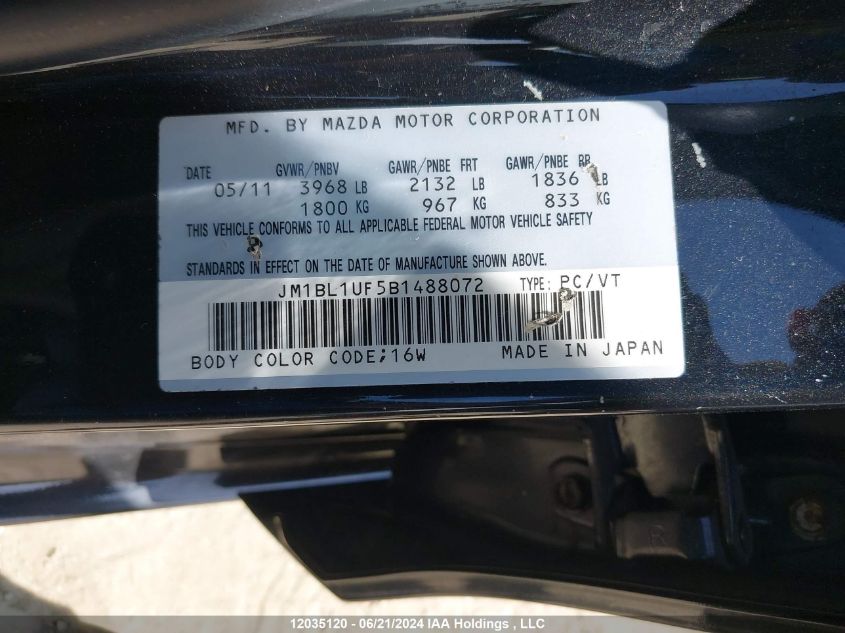 MFD. BY MAZDA MOTOR CORPORATION
DATE GVWR/PNBV GAWR/PNBE FRT GAWR/PNBE RR
05/11 3968 LB 2132 LB 1836 LB
1800 KG 967 KG 833 KG
THIS VEHICLE CONFORMS TO ALL APPLICABLE FEDERAL MOTOR VEHICLE SAFETY
STANDARDS IN EFFECT ON THE DATE OF MANUFACTURE SHOWN ABOVE.
JM1BL1UF5B1488072 TYPE: PC/VT
BODY COLOR CODE;16W MADE IN JAPAN
R
12035120 - 06/21/2024 IAA Holdings , LLC